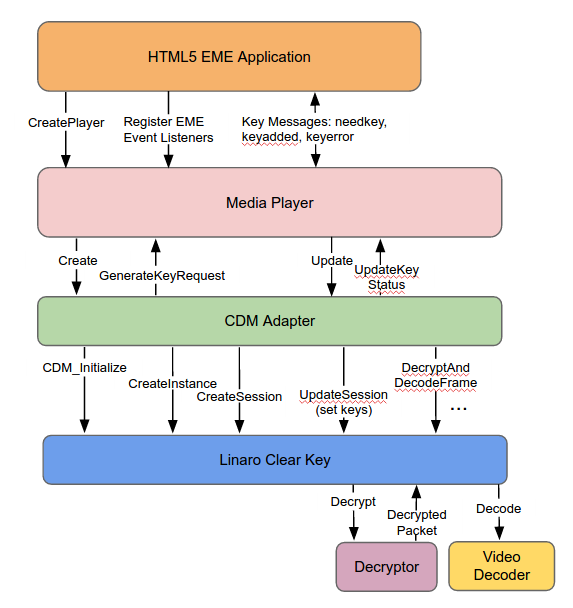 HTML5 EME Application
CreatePlayer
Register EME
Event Listeners
Key Messages: needkey,
keyadded, keyerror
Media Player
Create
GenerateKeyRequest
Update
UpdateKey
Status
CDM Adapter
CDM_Initialize
CreateInstance
CreateSession
UpdateSession
(set keys)
DecryptAnd
DecodeFrame
...
Linaro Clear Key
Decrypt
Decrypted
Packet
Decode
Decryptor
Video
Decoder